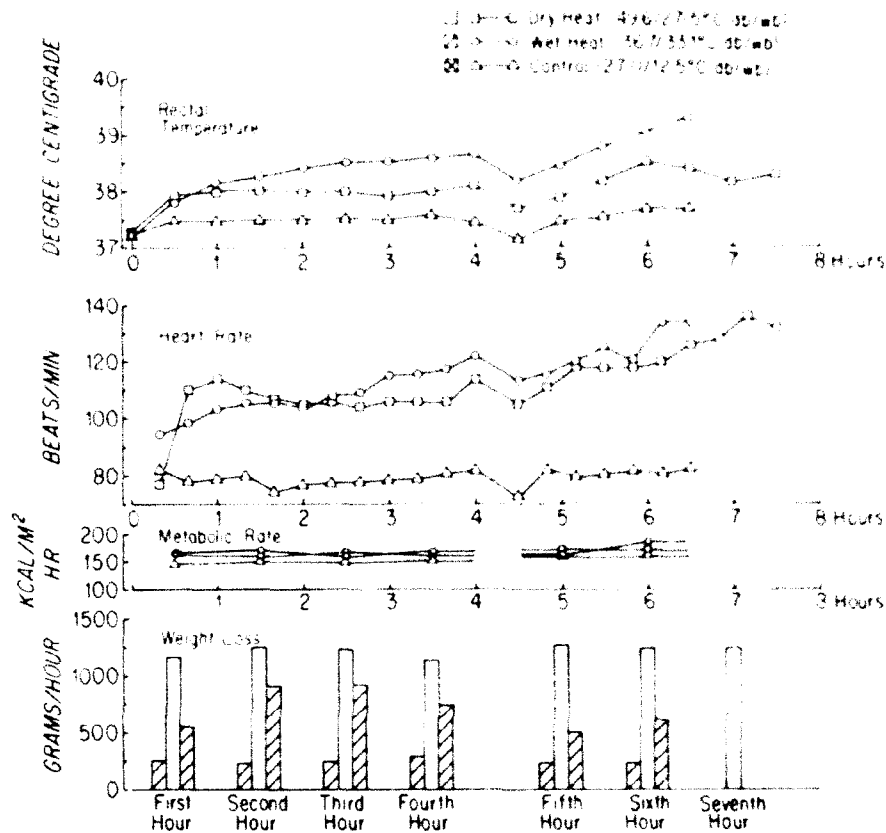 Dry Heat
Wet Heat
Control
DEGREE CENTIGRADE
40
39
38
37
Rectal
Temperature
0 1 2 3 4 5 6 7 8 Hours
BEATS/MIN
140
120
100
80
Heart Rate
0 1 2 3 4 5 6 7 8 Hours
KCAL/M²
HR
200
150
100
Metabolic Rate
1 2 3 4 5 6 7 8 Hours
GRAMS/HOUR
1500
1000
500
0
Weight Loss
First Hour
Second Hour
Third Hour
Fourth Hour
Fifth Hour
Sixth Hour
Seventh Hour